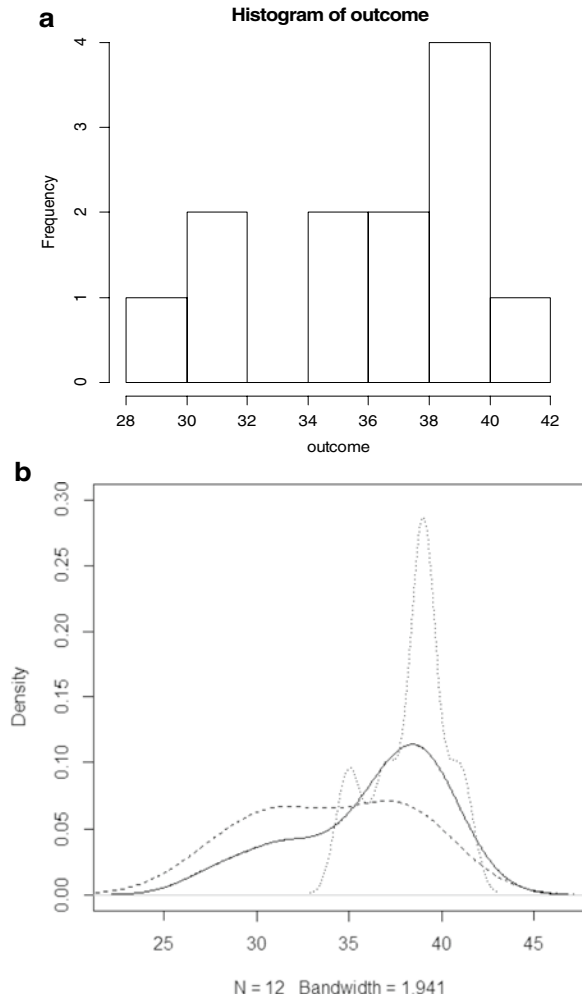 a
Histogram of outcome
Frequency
0 1 2 3 4
28 30 32 34 36 38 40 42
outcome
b
Density
0.00 0.05 0.10 0.15 0.20 0.25 0.30
25 30 35 40 45
N = 12 Bandwidth = 1.941